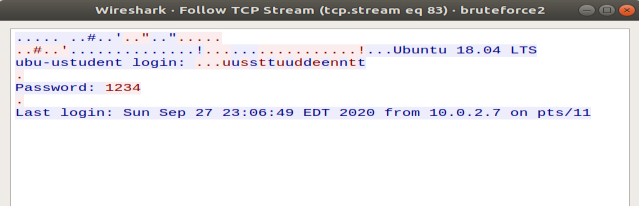 Wireshark · Follow TCP Stream (tcp.stream eq 83) · bruteforce2
..... ..#..'..".."......
..#..'..............!...................!...Ubuntu 18.04 LTS
ubu-ustudent login: ...uussttuuddeenntt
.
Password: 1234
.
Last login: Sun Sep 27 23:06:49 EDT 2020 from 10.0.2.7 on pts/11